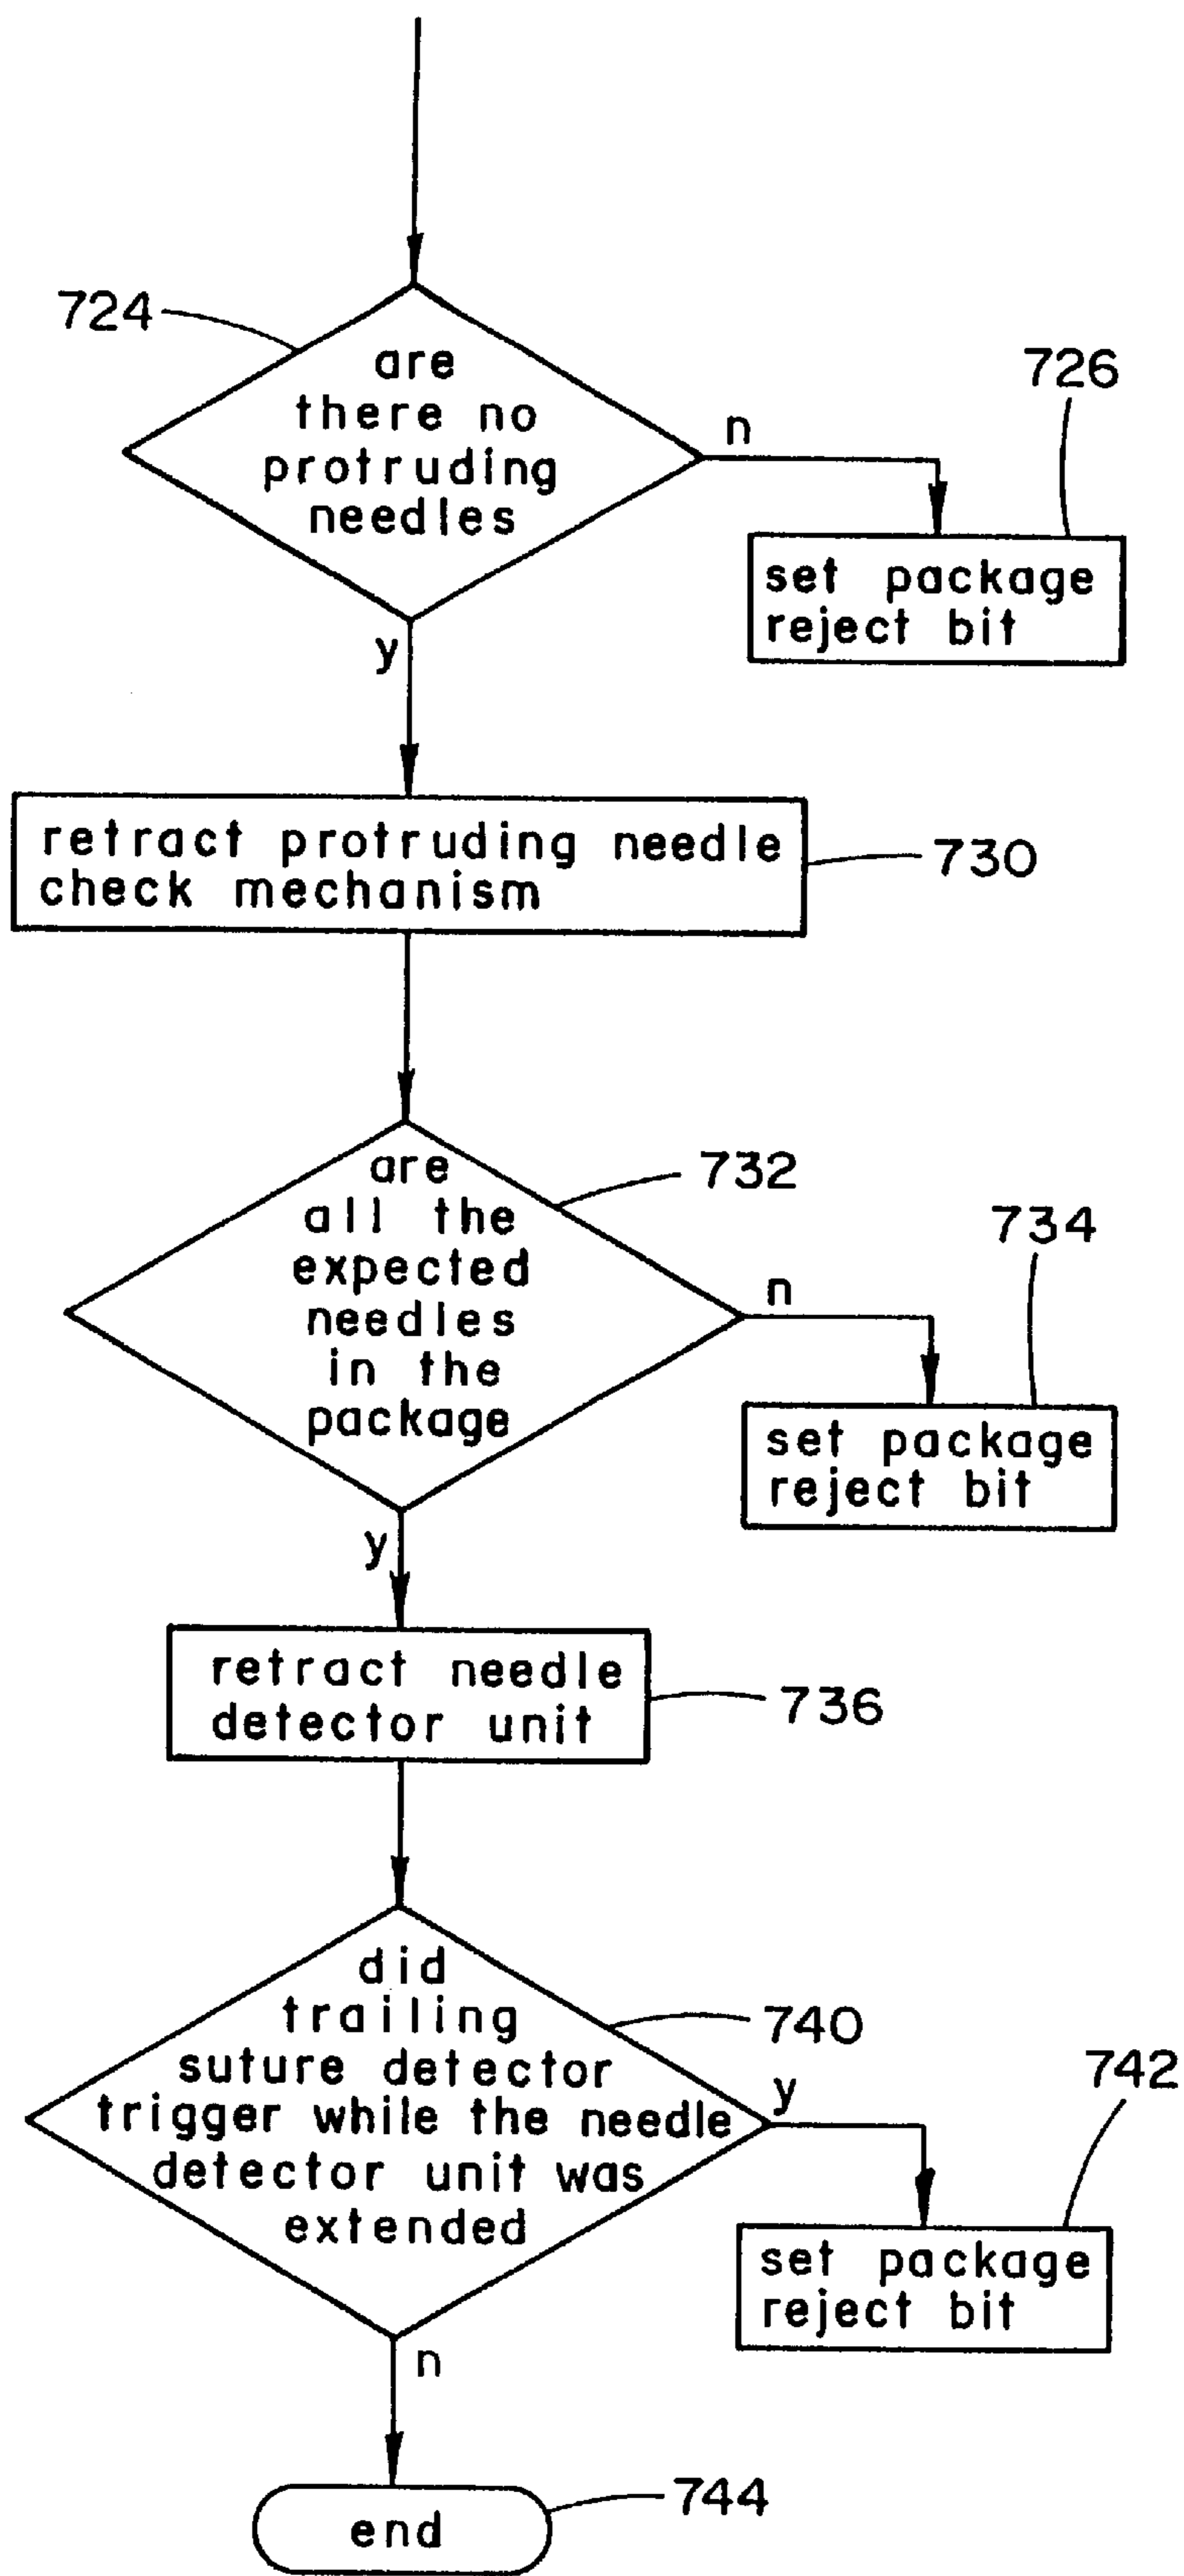 724
are
there no
protruding
needles
n
726
set package
reject bit
y
retract protruding needle
check mechanism
730
are
all the
expected
needles
in the
package
732
n
734
set package
reject bit
y
retract needle
detector unit
736
did
trailing
suture detector
trigger while the needle
detector unit was
extended
740
y
742
set package
reject bit
n
end
744